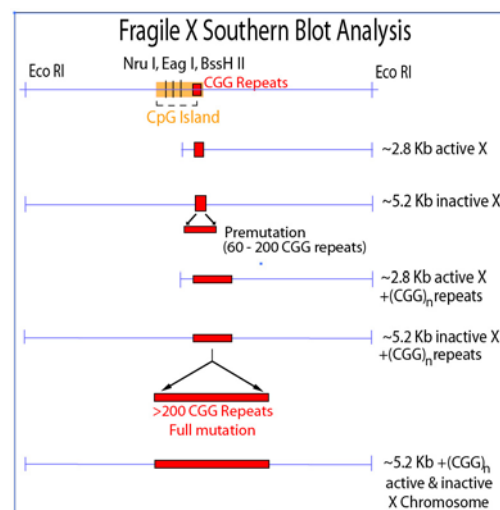 Fragile X Southern Blot Analysis
Eco RI
Nru I, Eag I, BssH II
Eco RI
CGG Repeats
CpG Island
~2.8 Kb active X
~5.2 Kb inactive X
Premutation
(60 - 200 CGG repeats)
~2.8 Kb active X
+(CGG)n repeats
~5.2 Kb inactive X
+(CGG)n repeats
>200 CGG Repeats
Full mutation
~5.2 Kb +(CGG)n
active & inactive
X Chromosome